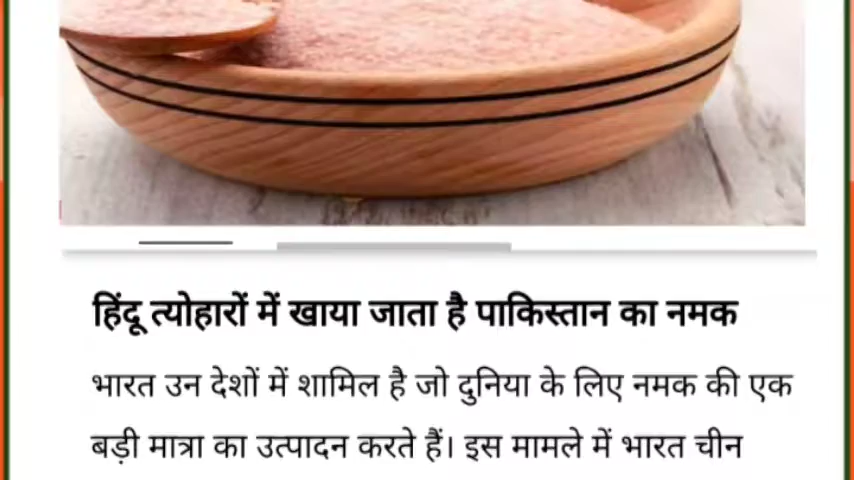 हिंदू त्योहारों में खाया जाता है पाकिस्तान का नमक
भारत उन देशों में शामिल है जो दुनिया के लिए नमक की एक
बड़ी मात्रा का उत्पादन करते हैं। इस मामले में भारत चीन